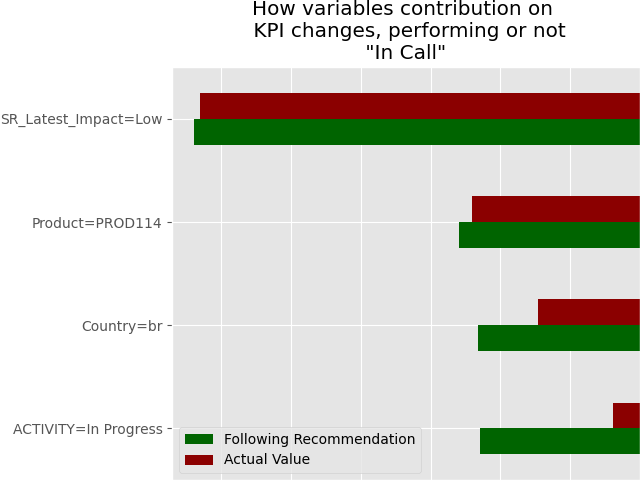 How variables contribution on
KPI changes, performing or not
"In Call"
SR_Latest_Impact=Low
Product=PROD114
Country=br
ACTIVITY=In Progress
Following Recommendation
Actual Value